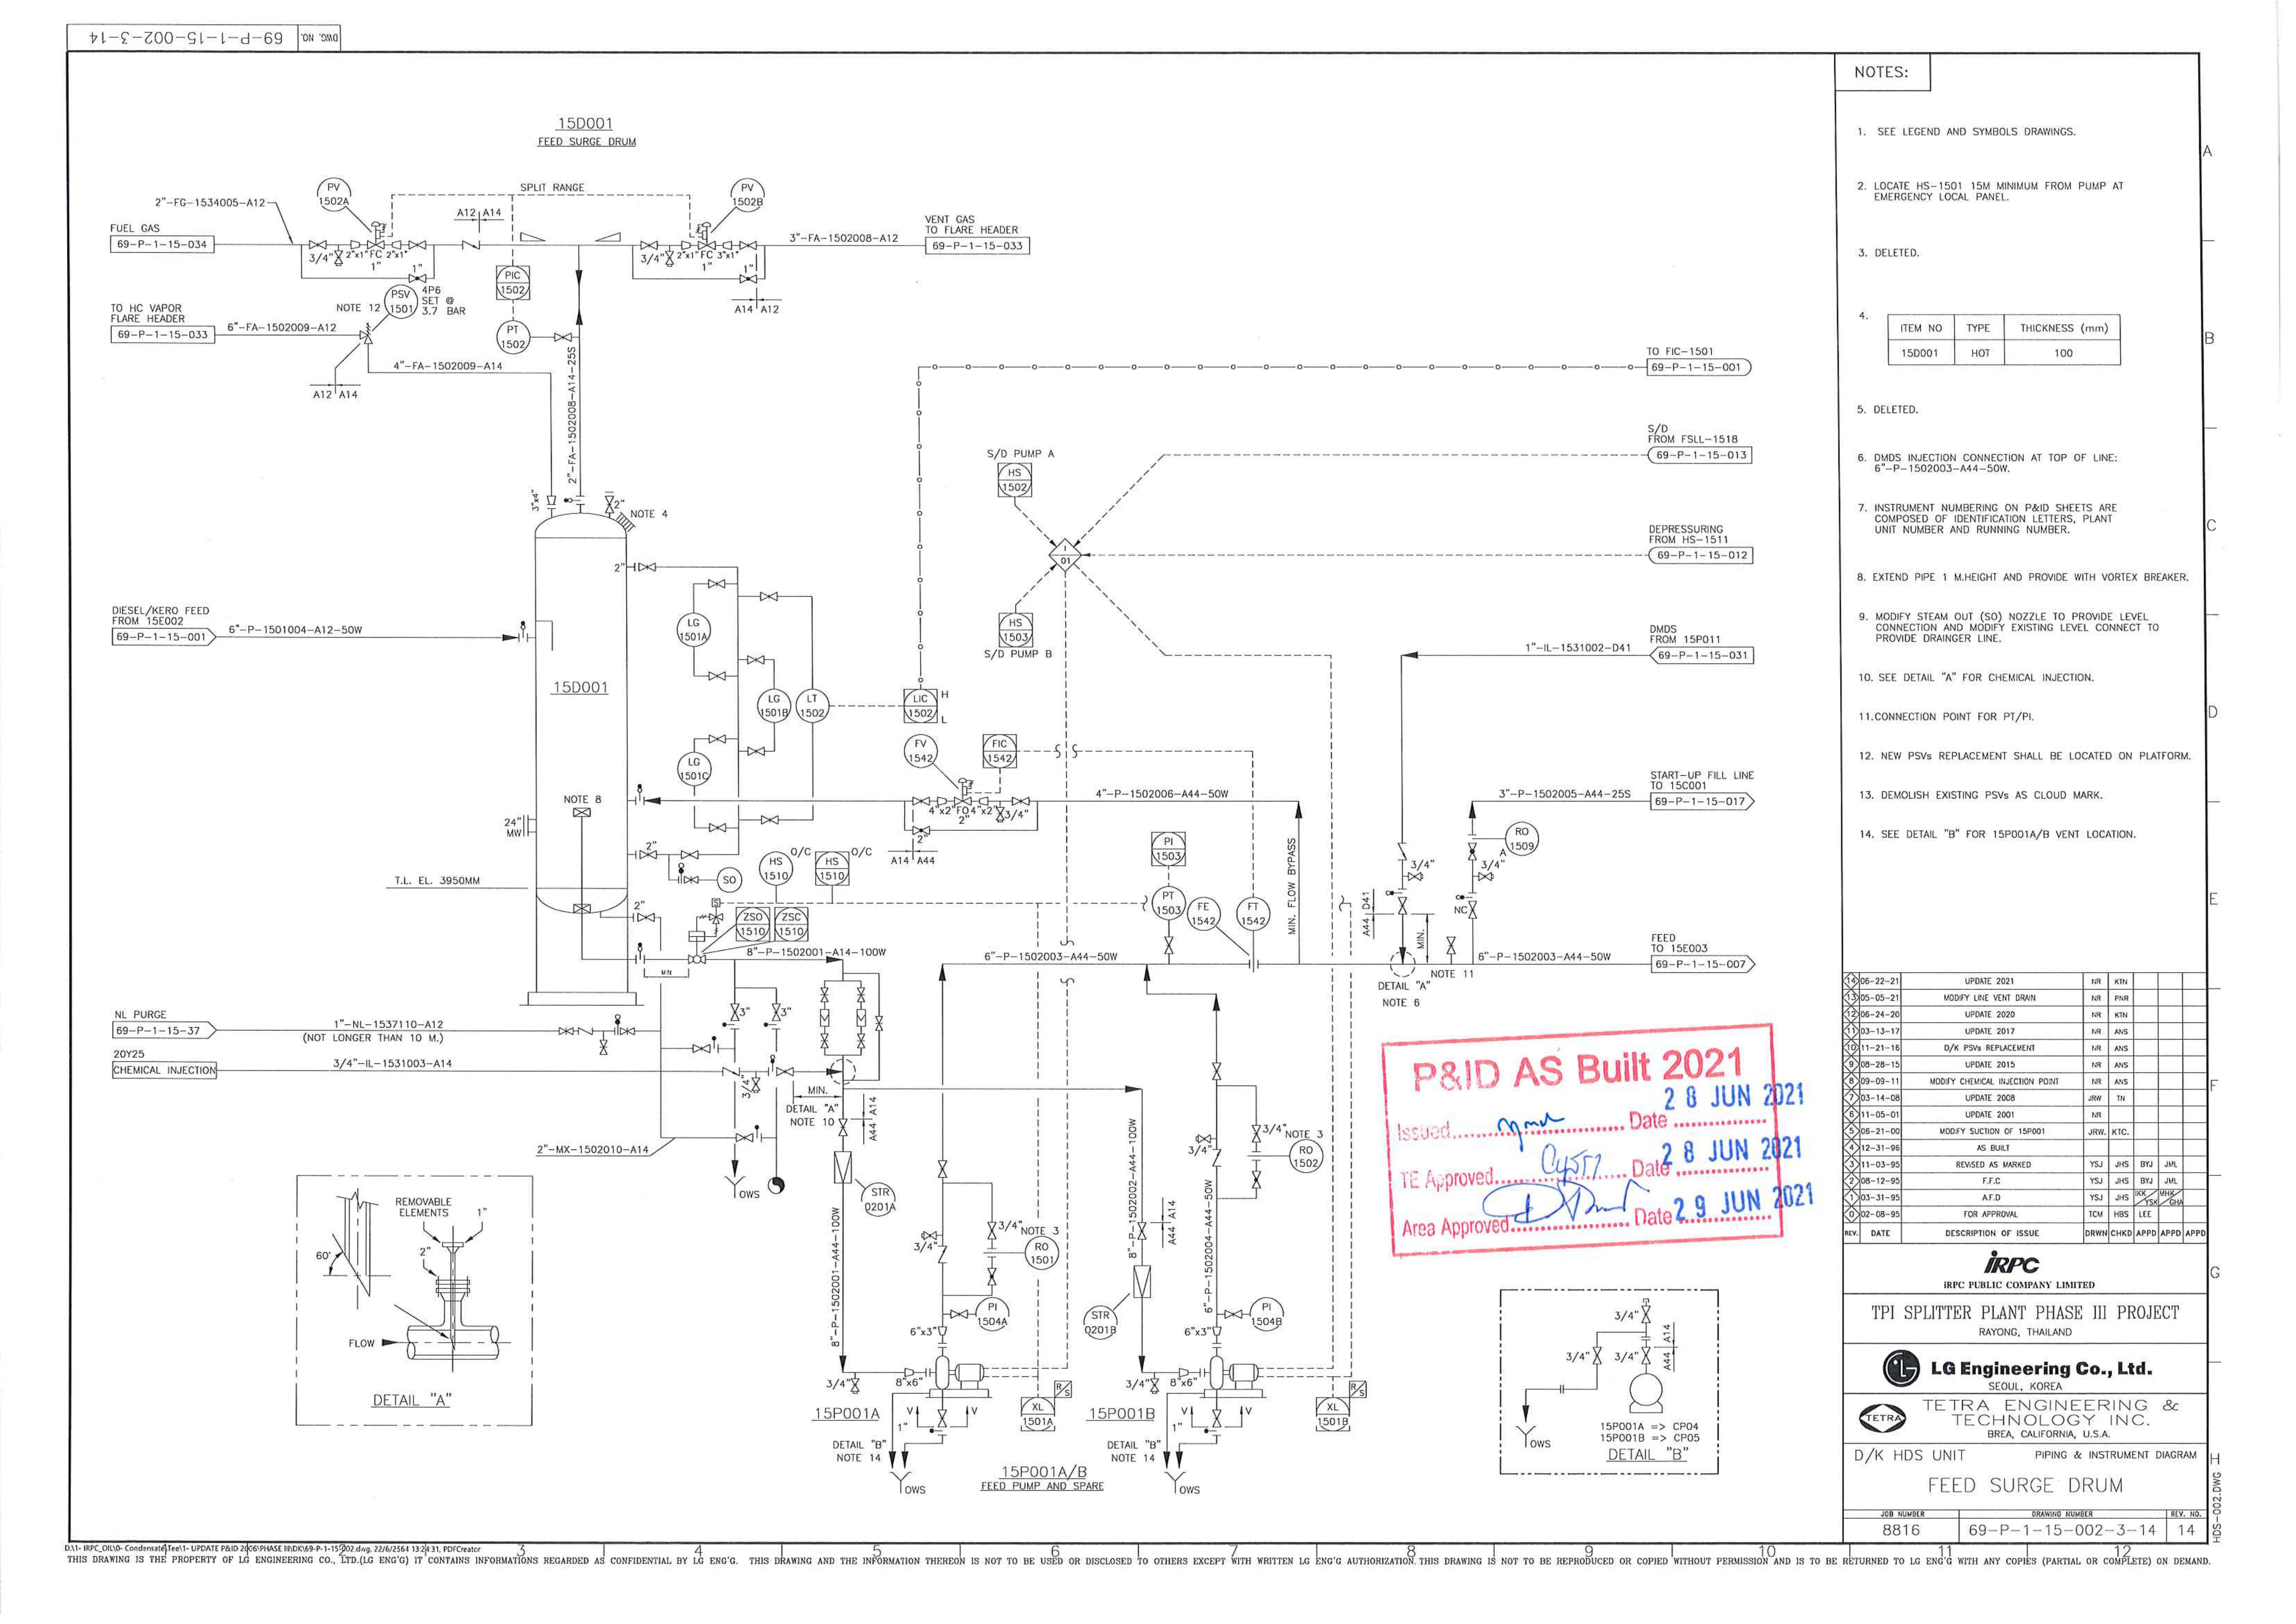 DWG. NO. 69-P-1-15-002-3-14
15D001
FEED SURGE DRUM
PV
1502A
SPLIT RANGE
PV
1502B
2"-FG-1534005-A12
A12 A14
FUEL GAS
69-P-1-15-034
3/4" 2"x1" FC 2"x1"
1"
1"
3/4" 2"x1" FC 3"x1"
1"
1"
3"-FA-1502008-A12
VENT GAS
TO FLARE HEADER
69-P-1-15-033
A14 A12
PIC
1502
PT
1502
NOTE 12
PSV
1501
4P6
SET @
3.7 BAR
TO HC VAPOR
FLARE HEADER
69-P-1-15-033
6"-FA-1502009-A12
A12 A14
4"-FA-1502009-A14
2"-FA-1502008-A14-25S
3"x4"
2"
NOTE 4
TO FIC-1501
69-P-1-15-001
S/D
FROM FSLL-1518
69-P-1-15-013
S/D PUMP A
HS
1502
DEPRESSURING
FROM HS-1511
69-P-1-15-012
I
01
HS
1503
S/D PUMP B
DMDS
FROM 15P011
69-P-1-15-031
1"-IL-1531002-D41
2"
LG
1501A
DIESEL/KERO FEED
FROM 15E002
69-P-1-15-001
6"-P-1501004-A12-50W
15D001
LG
1501B
LT
1502
LIC
1502
H
L
LG
1501C
FV
1542
FIC
1542
START-UP FILL LINE
TO 15C001
69-P-1-15-017
3"-P-1502005-A44-25S
4"-P-1502006-A44-50W
4"x2" FO 4"x2"
2"
3/4"
2"
A14 A44
NOTE 8
24"
MW
2"
T.L. EL. 3950MM
SO
HS
1510
O/C
HS
1510
O/C
PI
1503
PT
1503
FE
1542
FT
1542
MIN. FLOW BYPASS
RO
1509
A
3/4"
3/4"
NC
A44 D41
MIN.
NOTE 11
2"
S
ZSO
1510
ZSC
1510
8"-P-1502001-A14-100W
6"-P-1502003-A44-50W
6"-P-1502003-A44-50W
FEED
TO 15E003
69-P-1-15-007
DETAIL "A"
NOTE 6
MIN
3"
3"
NL PURGE
69-P-1-15-37
1"-NL-1537110-A12
(NOT LONGER THAN 10 M.)
20Y25
CHEMICAL INJECTION
3/4"-IL-1531003-A14
3/4"
MIN.
DETAIL "A"
NOTE 10
A44 A14
2"-MX-1502010-A14
OWS
STR
0201A
8"-P-1502001-A44-100W
3/4"
3/4"
NOTE 3
RO
1501
PI
1504A
6"x3"
8"x6"
3/4"
15P001A
V
V
1"
DETAIL "B"
NOTE 14
OWS
XL
1501A
R
S
8"-P-1502002-A44-100W
A44 A14
STR
0201B
6"-P-1502004-A44-50W
3/4"
3/4"
NOTE 3
RO
1502
PI
1504B
6"x3"
8"x6"
3/4"
15P001B
V
V
1"
DETAIL "B"
NOTE 14
OWS
XL
1501B
R
S
15P001A/B
FEED PUMP AND SPARE
REMOVABLE
ELEMENTS
1"
2"
60°
FLOW
DETAIL "A"
P&ID AS Built 2021
Issued Date 28 JUN 2021
TE Approved Date 28 JUN 2021
Area Approved Date 29 JUN 2021
3/4"
3/4"
3/4"
A44 A14
OWS
15P001A => CP04
15P001B => CP05
DETAIL "B"
NOTES:
1. SEE LEGEND AND SYMBOLS DRAWINGS.
2. LOCATE HS-1501 15M MINIMUM FROM PUMP AT
EMERGENCY LOCAL PANEL.
3. DELETED.
4.
ITEM NO TYPE THICKNESS (mm)
15D001 HOT 100
5. DELETED.
6. DMDS INJECTION CONNECTION AT TOP OF LINE:
6"-P-1502003-A44-50W.
7. INSTRUMENT NUMBERING ON P&ID SHEETS ARE
COMPOSED OF IDENTIFICATION LETTERS, PLANT
UNIT NUMBER AND RUNNING NUMBER.
8. EXTEND PIPE 1 M.HEIGHT AND PROVIDE WITH VORTEX BREAKER.
9. MODIFY STEAM OUT (SO) NOZZLE TO PROVIDE LEVEL
CONNECTION AND MODIFY EXISTING LEVEL CONNECT TO
PROVIDE DRAINGER LINE.
10. SEE DETAIL "A" FOR CHEMICAL INJECTION.
11.CONNECTION POINT FOR PT/PI.
12. NEW PSVs REPLACEMENT SHALL BE LOCATED ON PLATFORM.
13. DEMOLISH EXISTING PSVs AS CLOUD MARK.
14. SEE DETAIL "B" FOR 15P001A/B VENT LOCATION.
14 06-22-21 UPDATE 2021 NR KTN
13 05-05-21 MODIFY LINE VENT DRAIN NR PNR
12 06-24-20 UPDATE 2020 NR KTN
11 03-13-17 UPDATE 2017 NR ANS
10 11-21-16 D/K PSVs REPLACEMENT NR ANS
9 08-28-15 UPDATE 2015 NR ANS
8 09-09-11 MODIFY CHEMICAL INJECTION POINT NR ANS
7 03-14-08 UPDATE 2008 JRW TN
6 11-05-01 UPDATE 2001 NR
5 06-21-00 MODIFY SUCTION OF 15P001 JRW. KTC.
4 12-31-96 AS BUILT
3 11-03-95 REVISED AS MARKED YSJ JHS BYJ JML
2 08-12-95 F.F.C YSJ JHS BYJ JML
1 03-31-95 A.F.D YSJ JHS IKK/YSK MHK/GHA
0 02-08-95 FOR APPROVAL TCM HBS LEE
REV. DATE DESCRIPTION OF ISSUE DRWN CHKD APPD APPD APPD
iRPC
iRPC PUBLIC COMPANY LIMITED
TPI SPLITTER PLANT PHASE III PROJECT
RAYONG, THAILAND
LG Engineering Co., Ltd.
SEOUL, KOREA
TETRA
TETRA ENGINEERING &
TECHNOLOGY INC.
BREA, CALIFORNIA, U.S.A.
D/K HDS UNIT PIPING & INSTRUMENT DIAGRAM
FEED SURGE DRUM
JOB NUMBER DRAWING NUMBER REV. NO.
8816 69-P-1-15-002-3-14 14
A
B
C
D
E
F
G
H
HDS-002.DWG
3 4 5 6 7 8 9 10 11 12
D:\1- IRPC_OIL\0- Condensate\Tee\1- UPDATE P&ID 2006\PHASE III\DK\69-P-1-15-002.dwg, 22/6/2564 13:24:31, PDFCreator
THIS DRAWING IS THE PROPERTY OF LG ENGINEERING CO., LTD.(LG ENG'G) IT CONTAINS INFORMATIONS REGARDED AS CONFIDENTIAL BY LG ENG'G. THIS DRAWING AND THE INFORMATION THEREON IS NOT TO BE USED OR DISCLOSED TO OTHERS EXCEPT WITH WRITTEN LG ENG'G AUTHORIZATION. THIS DRAWING IS NOT TO BE REPRODUCED OR COPIED WITHOUT PERMISSION AND IS TO BE RETURNED TO LG ENG'G WITH ANY COPIES (PARTIAL OR COMPLETE) ON DEMAND.